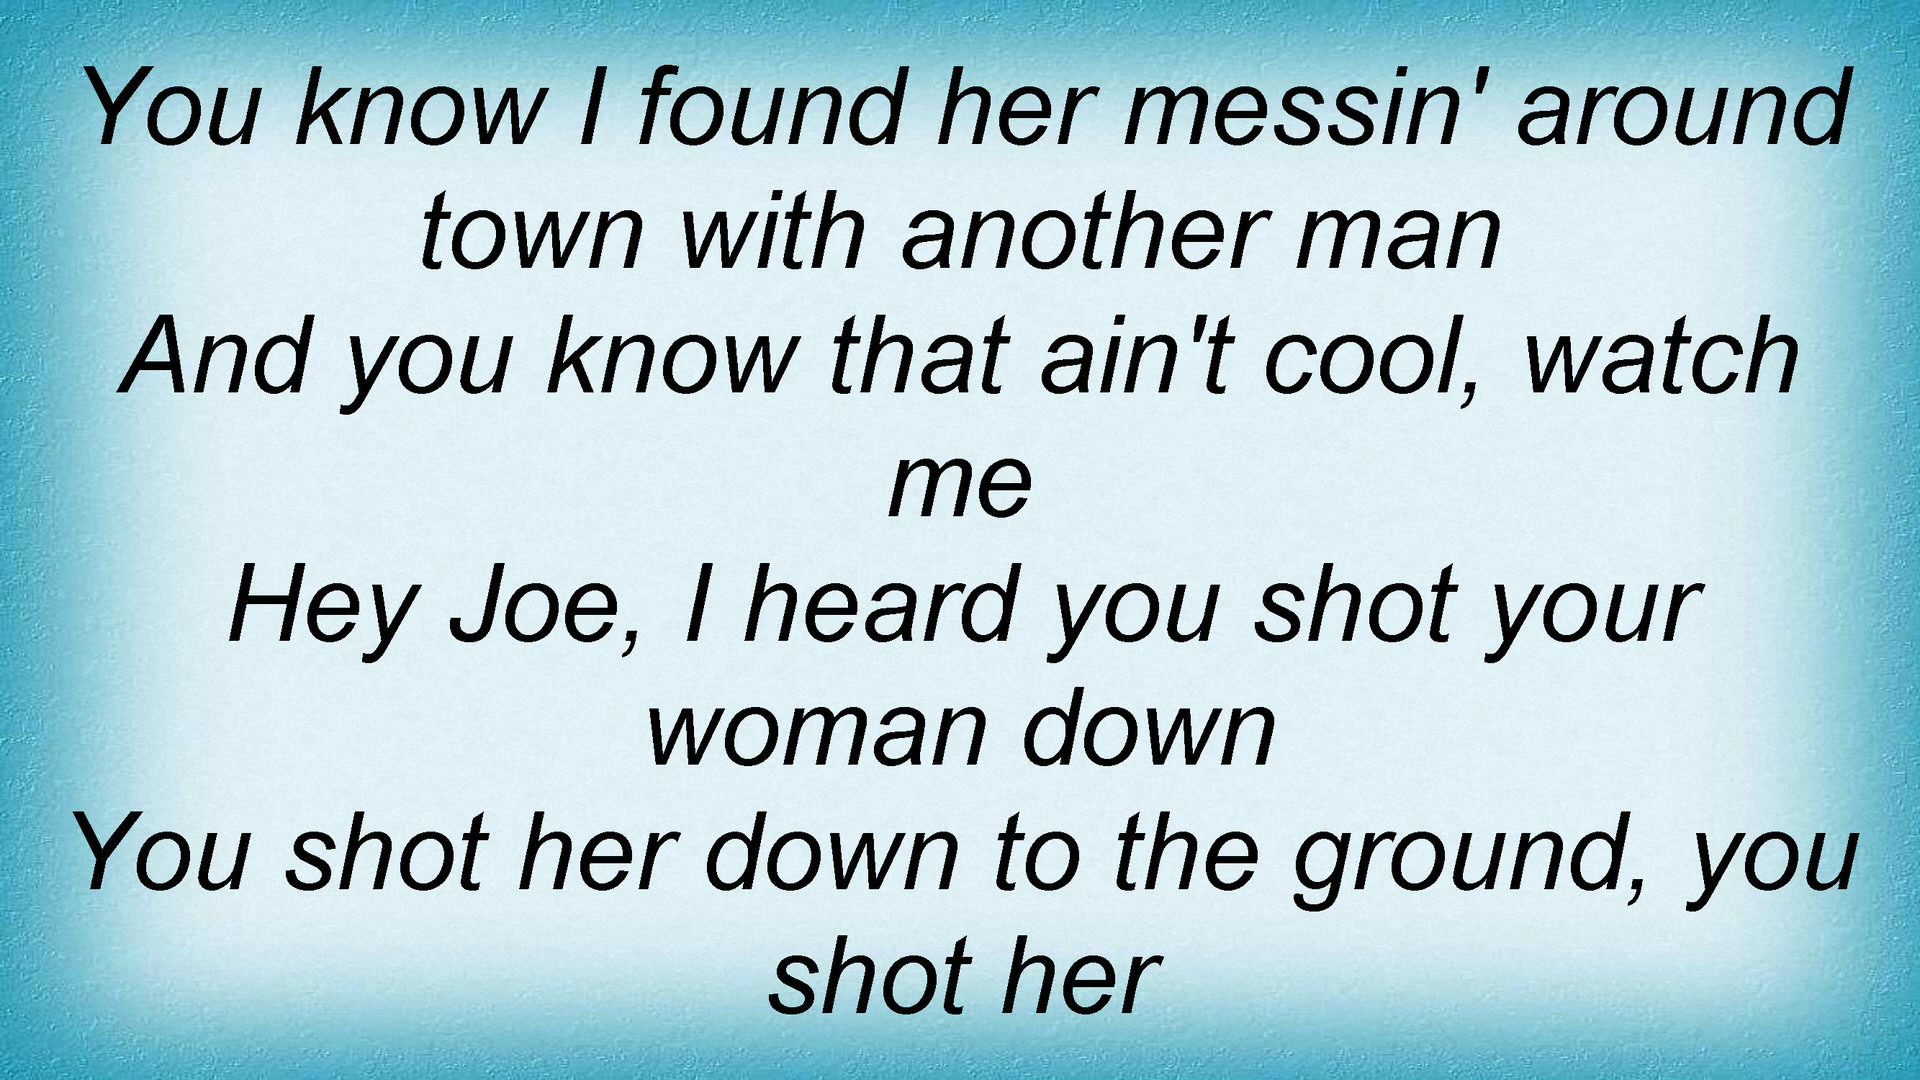 You know I found her messin' around
town with another man
And you know that ain't cool, watch
me
Hey Joe, I heard you shot your
woman down
You shot her down to the ground, you
shot her